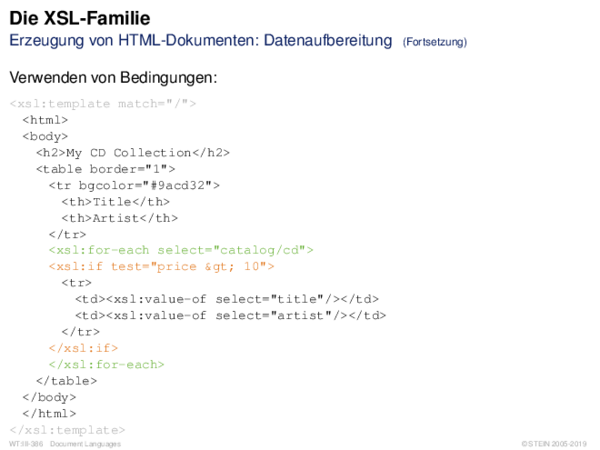 Die XSL-Familie
Erzeugung von HTML-Dokumenten: Datenaufbereitung (Fortsetzung)
Verwenden von Bedingungen:
<xsl:template match="/">
<html>
<body>
<h2>My CD Collection</h2>
<table border="1">
<tr bgcolor="#9acd32">
<th>Title</th>
<th>Artist</th>
</tr>
<xsl:for-each select="catalog/cd">
<xsl:if test="price &gt; 10">
<tr>
<td><xsl:value-of select="title"/></td>
<td><xsl:value-of select="artist"/></td>
</tr>
</xsl:if>
</xsl:for-each>
</table>
</body>
</html>
</xsl:template>
WT:III-386 Document Languages © STEIN 2005-2019